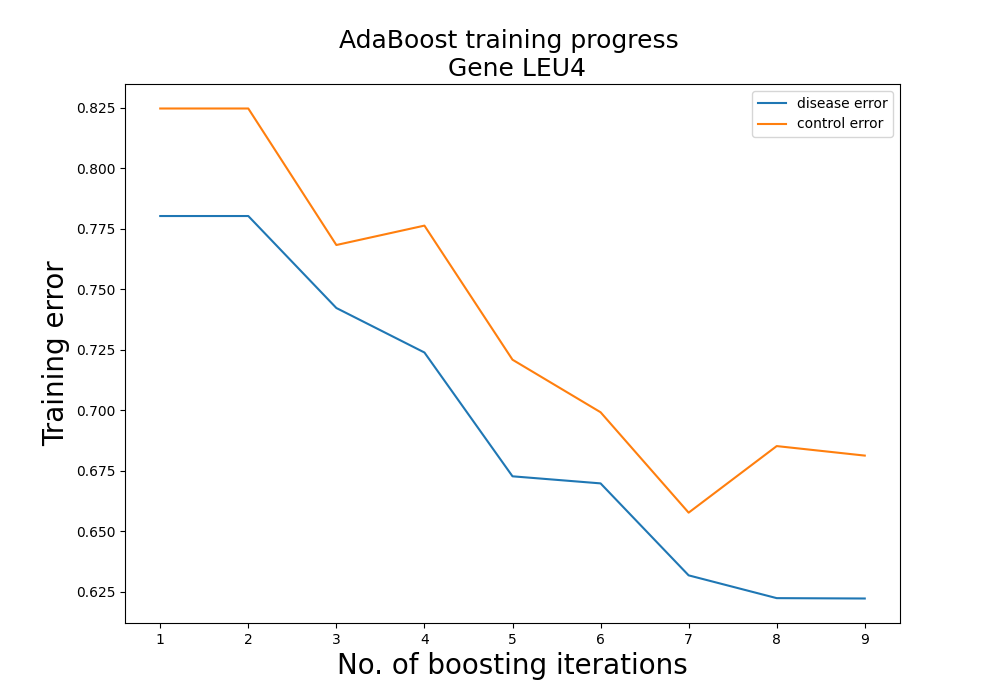 AdaBoost training progress
Gene LEU4
disease error
control error
Training error
0.825
0.800
0.775
0.750
0.725
0.700
0.675
0.650
0.625
1 2 3 4 5 6 7 8 9
No. of boosting iterations